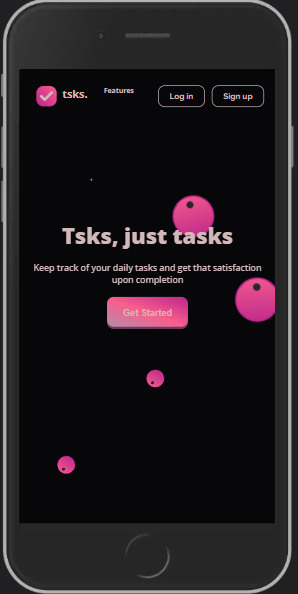 tsks.
Features
Log in
Sign up
Tsks, just tasks
Keep track of your daily tasks and get that satisfaction
upon completion
Get Started